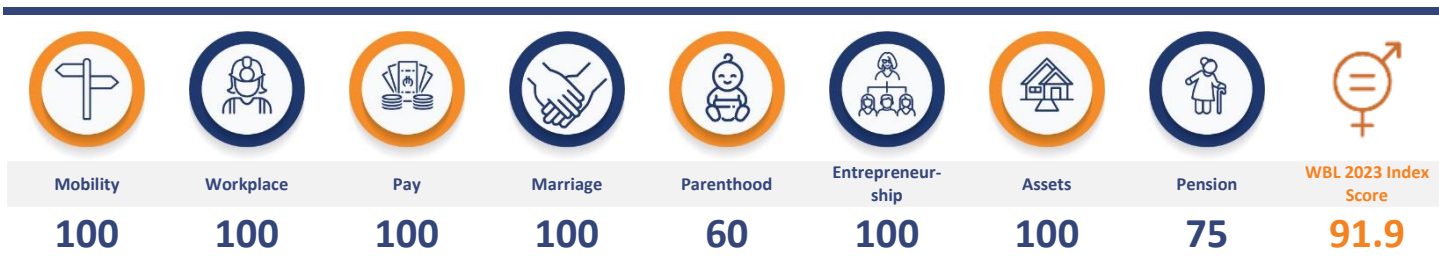 Mobility
Workplace
Pay
Marriage
Parenthood
Entrepreneur-
ship
Assets
Pension
WBL 2023 Index
Score
100
100
100
100
60
100
100
75
91.9